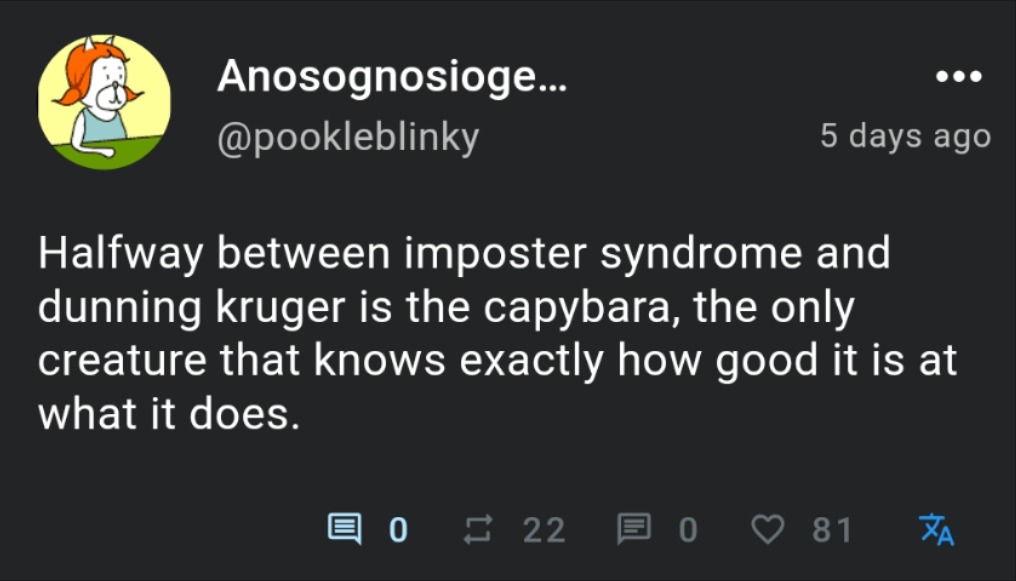 Anosognosioge...
@pookleblinky
5 days ago
Halfway between imposter syndrome and
dunning kruger is the capybara, the only
creature that knows exactly how good it is at
what it does.
0 22 0 81